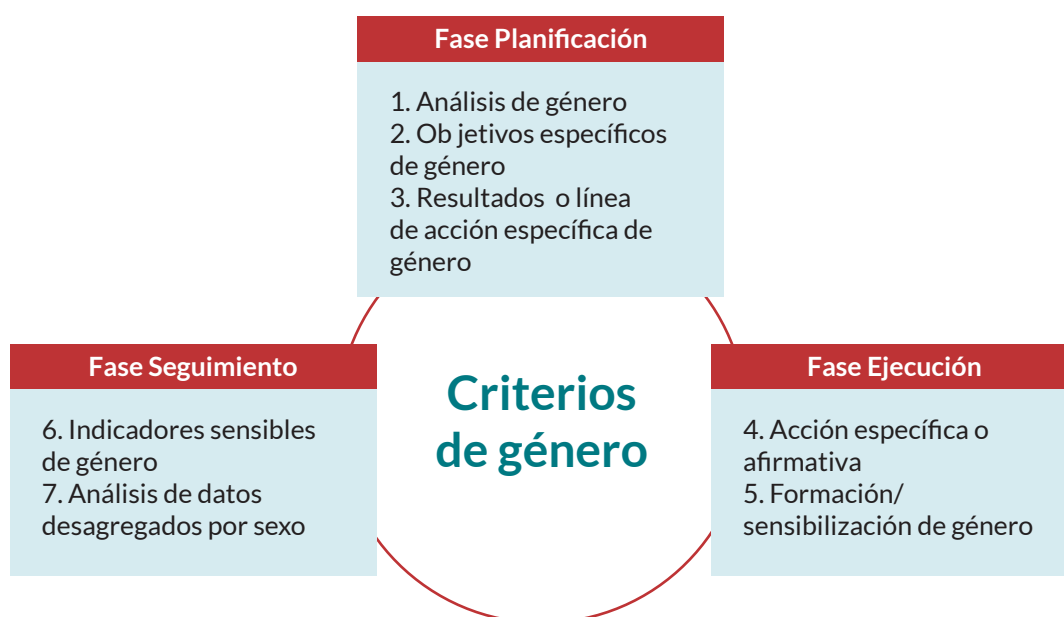 Fase Planificación
1. Análisis de género
2. Ob jetivos específicos
de género
3. Resultados o línea
de acción específica de
género
Criterios
de género
Fase Ejecución
4. Acción específica o
afirmativa
5. Formación/
sensibilización de género
Fase Seguimiento
6. Indicadores sensibles
de género
7. Análisis de datos
desagregados por sexo